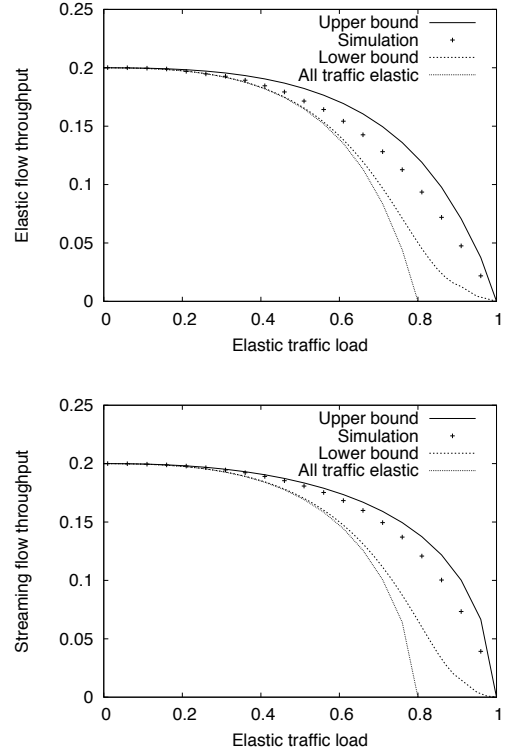 0.25
Upper bound
Simulation
Lower bound
All traffic elastic
0.2
0.15
0.1
0.05
0
Elastic flow throughput
0 0.2 0.4 0.6 0.8 1
Elastic traffic load
0.25
Upper bound
Simulation
Lower bound
All traffic elastic
0.2
0.15
0.1
0.05
0
Streaming flow throughput
0 0.2 0.4 0.6 0.8 1
Elastic traffic load